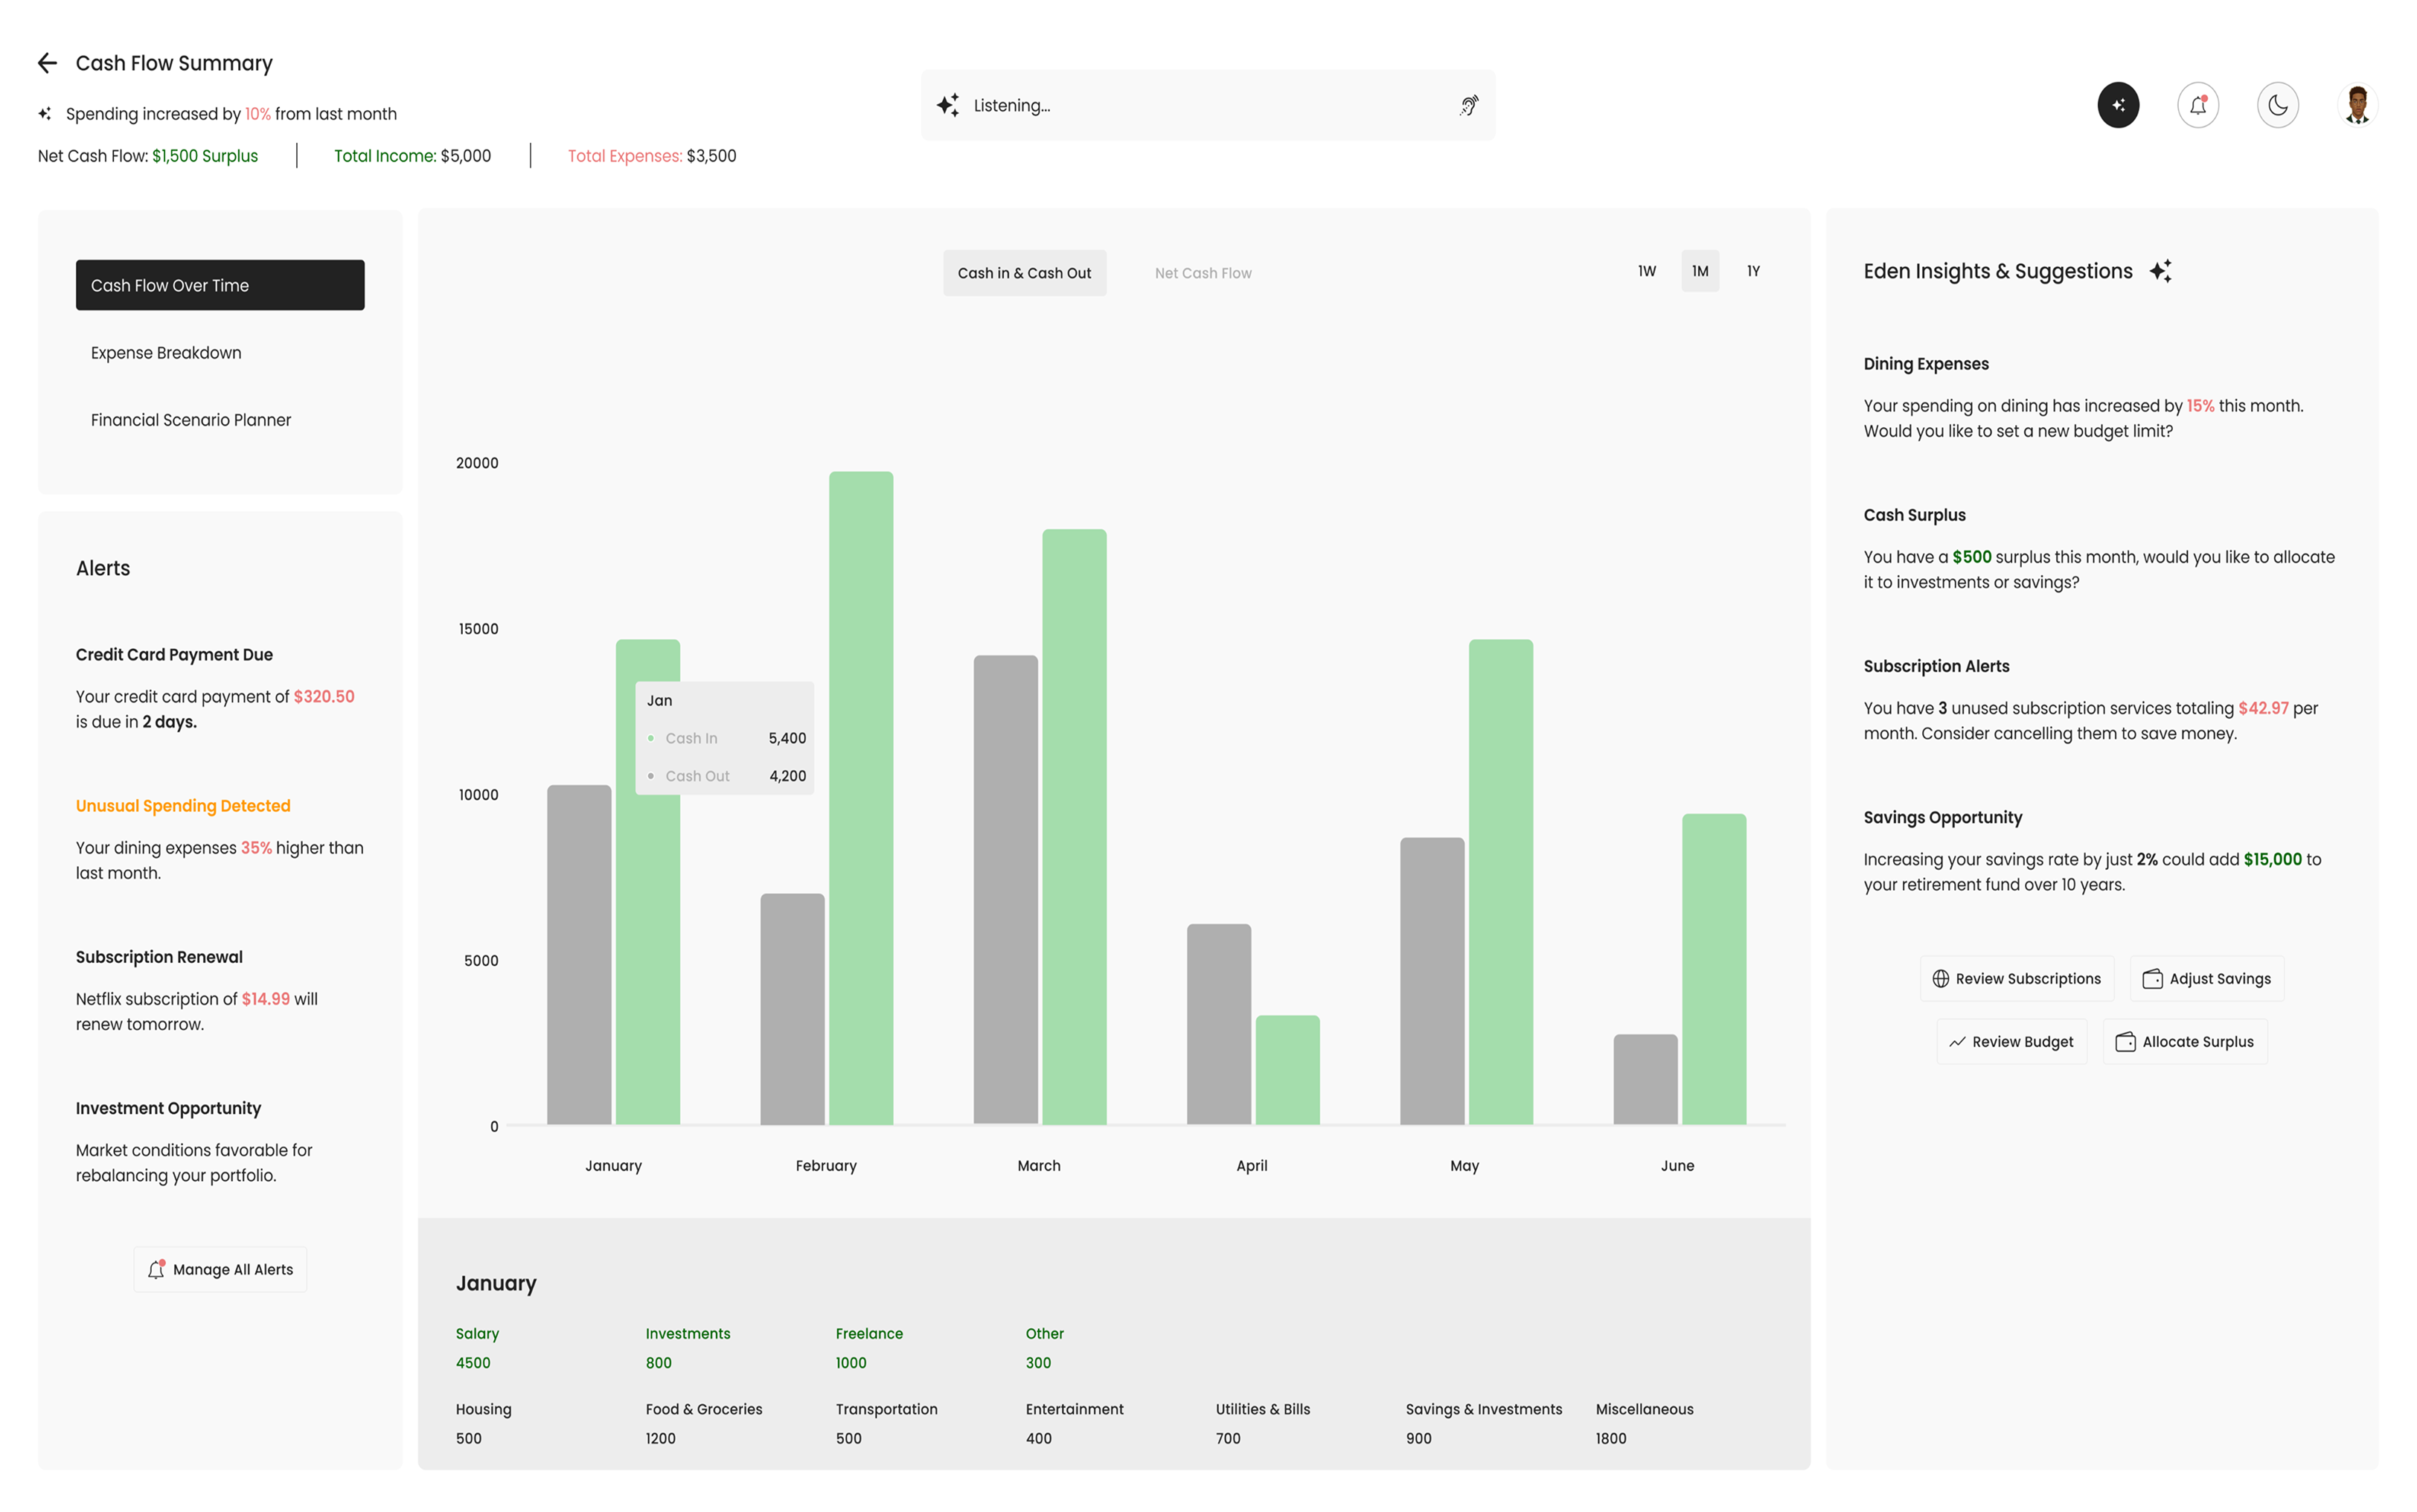 Cash Flow Summary
Spending increased by 10% from last month
Net Cash Flow: $1,500 Surplus
Total Income: $5,000
Total Expenses: $3,500
Listening...
Cash Flow Over Time
Expense Breakdown
Financial Scenario Planner
Alerts
Credit Card Payment Due
Your credit card payment of $320.50
is due in 2 days.
Unusual Spending Detected
Your dining expenses 35% higher than
last month.
Subscription Renewal
Netflix subscription of $14.99 will
renew tomorrow.
Investment Opportunity
Market conditions favorable for
rebalancing your portfolio.
Manage All Alerts
Cash in & Cash Out
Net Cash Flow
1W
1M
1Y
20000
15000
10000
5000
0
Jan
Cash In 5,400
Cash Out 4,200
January
February
March
April
May
June
January
Salary Investments Freelance Other
4500 800 1000 300
Housing Food & Groceries Transportation Entertainment Utilities & Bills Savings & Investments Miscellaneous
500 1200 500 400 700 900 1800
Eden Insights & Suggestions
Dining Expenses
Your spending on dining has increased by 15% this month.
Would you like to set a new budget limit?
Cash Surplus
You have a $500 surplus this month, would you like to allocate
it to investments or savings?
Subscription Alerts
You have 3 unused subscription services totaling $42.97 per
month. Consider cancelling them to save money.
Savings Opportunity
Increasing your savings rate by just 2% could add $15,000 to
your retirement fund over 10 years.
Review Subscriptions
Adjust Savings
Review Budget
Allocate Surplus